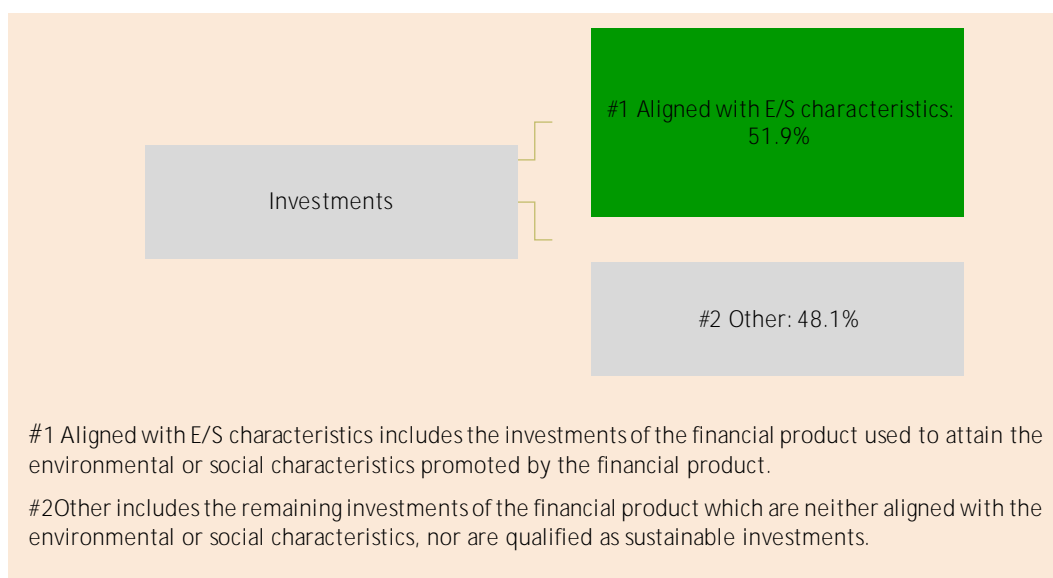 #1 Aligned with E/S characteristics:
51.9%
Investments
#2 Other: 48.1%
#1 Aligned with E/S characteristics includes the investments of the financial product used to attain the
environmental or social characteristics promoted by the financial product.
#2Other includes the remaining investments of the financial product which are neither aligned with the
environmental or social characteristics, nor are qualified as sustainable investments.